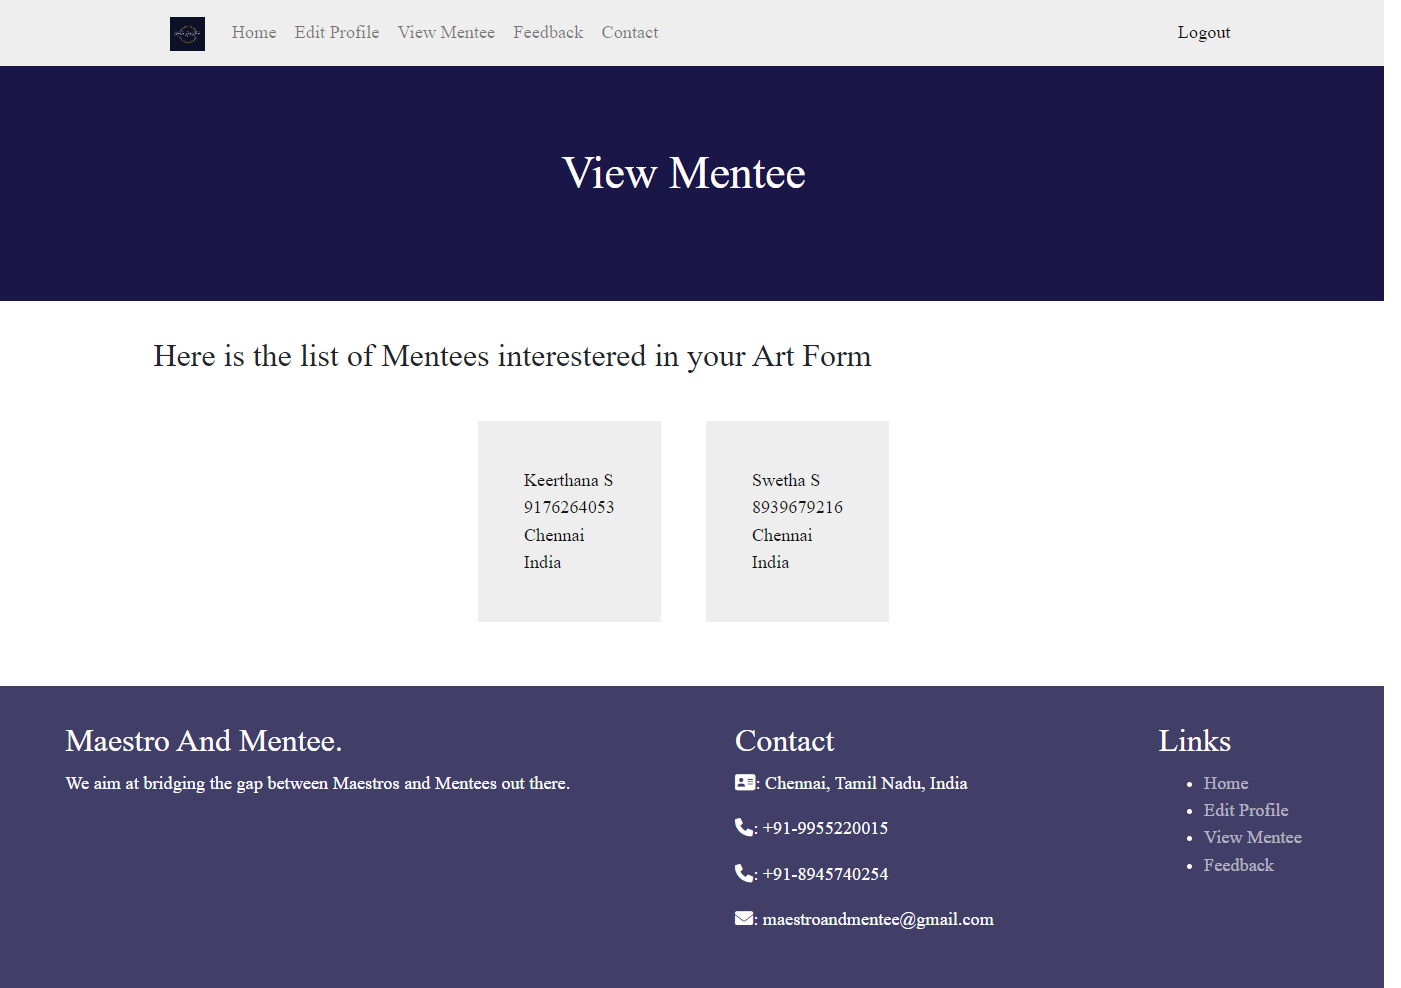 Home Edit Profile View Mentee Feedback Contact Logout
View Mentee
Here is the list of Mentees interestered in your Art Form
Keerthana S
9176264053
Chennai
India
Swetha S
8939679216
Chennai
India
Maestro And Mentee.
We aim at bridging the gap between Maestros and Mentees out there.
Contact
: Chennai, Tamil Nadu, India
: +91-9955220015
: +91-8945740254
: maestroandmentee@gmail.com
Links
Home
Edit Profile
View Mentee
Feedback